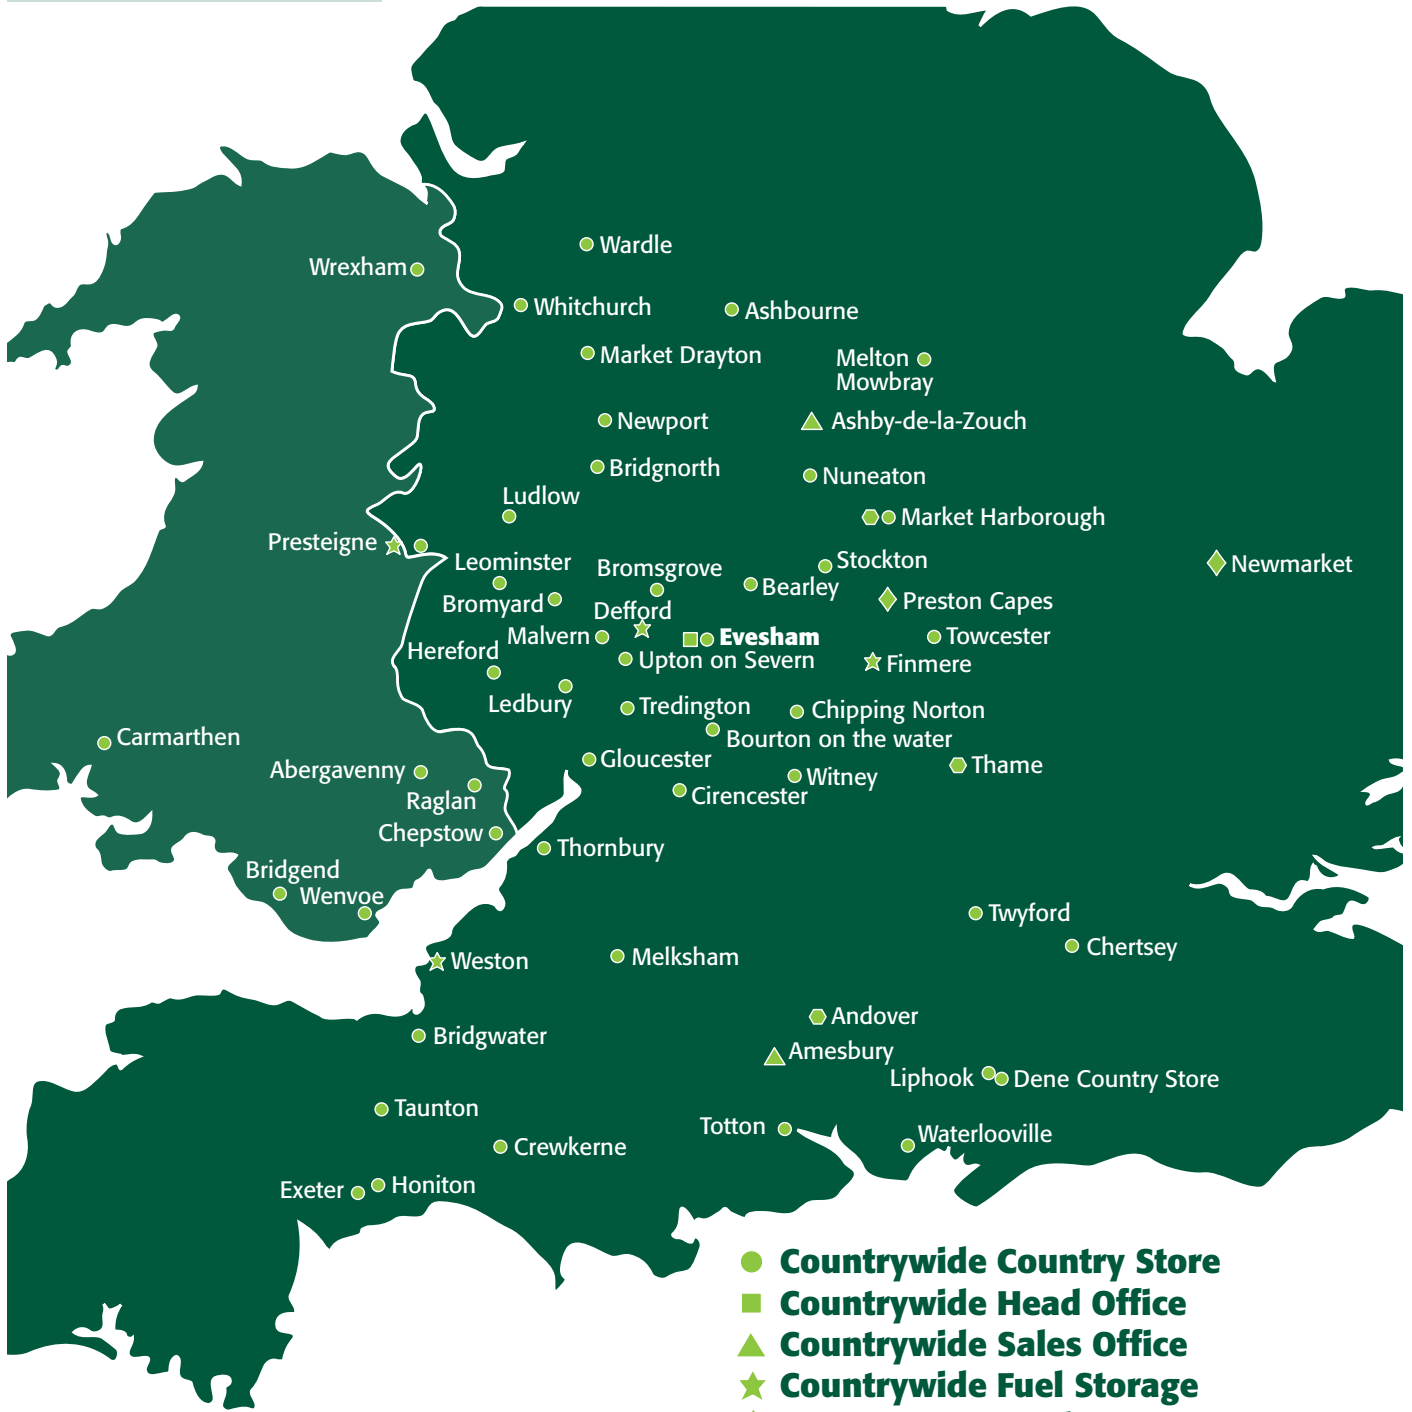 Wardle
Wrexham
Whitchurch
Ashbourne
Market Drayton
Melton
Mowbray
Newport
Ashby-de-la-Zouch
Bridgnorth
Nuneaton
Ludlow
Market Harborough
Presteigne
Leominster
Bromsgrove
Stockton
Newmarket
Bearley
Bromyard
Defford
Preston Capes
Malvern
Evesham
Towcester
Hereford
Upton on Severn
Finmere
Ledbury
Tredington
Chipping Norton
Carmarthen
Bourton on the water
Abergavenny
Gloucester
Thame
Raglan
Witney
Cirencester
Chepstow
Thornbury
Bridgend
Wenvoe
Twyford
Chertsey
Weston
Melksham
Andover
Bridgwater
Amesbury
Liphook
Dene Country Store
Taunton
Totton
Waterlooville
Crewkerne
Exeter
Honiton
Countrywide Country Store
Countrywide Head Office
Countrywide Sales Office
Countrywide Fuel Storage